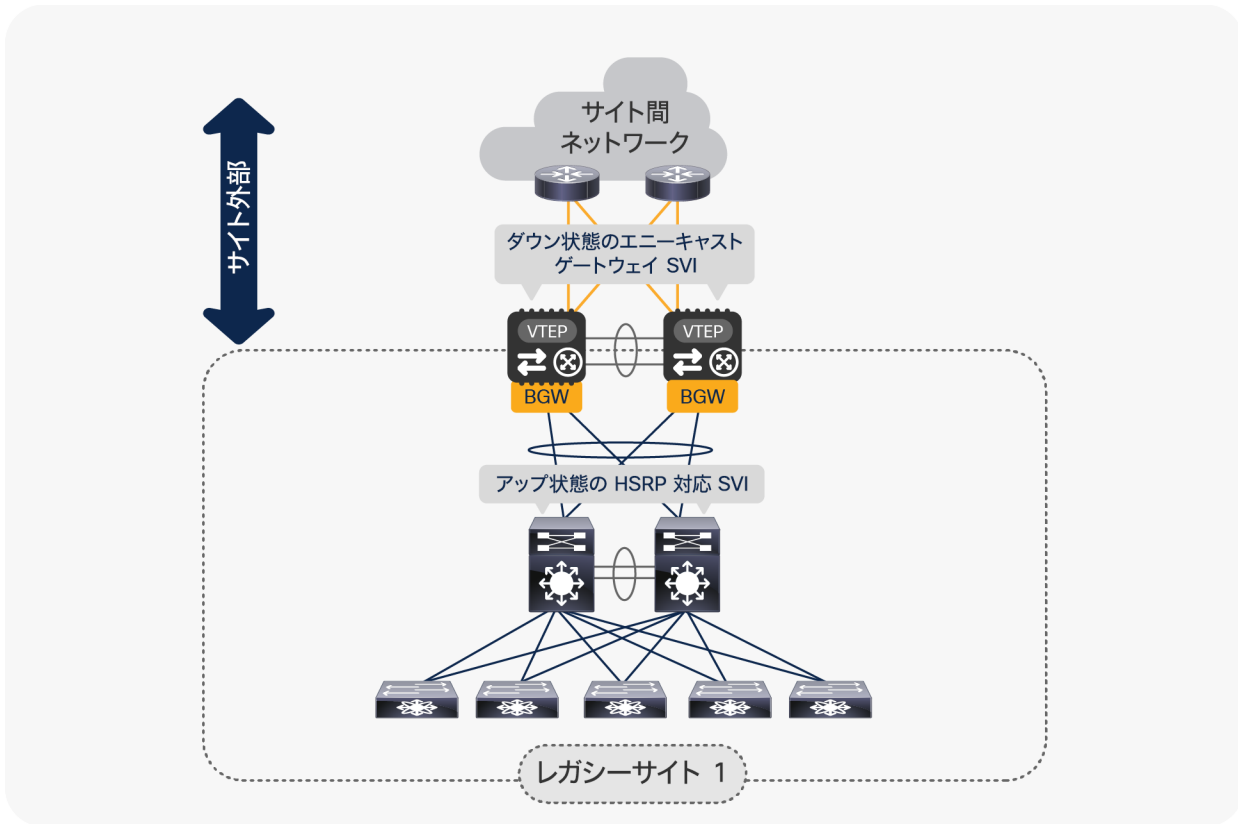 サイト間
ネットワーク
サイト外部
ダウン状態のエニーキャスト
ゲートウェイ SVI
VTEP
VTEP
BGW
BGW
アップ状態の HSRP 対応 SVI
レガシーサイト 1